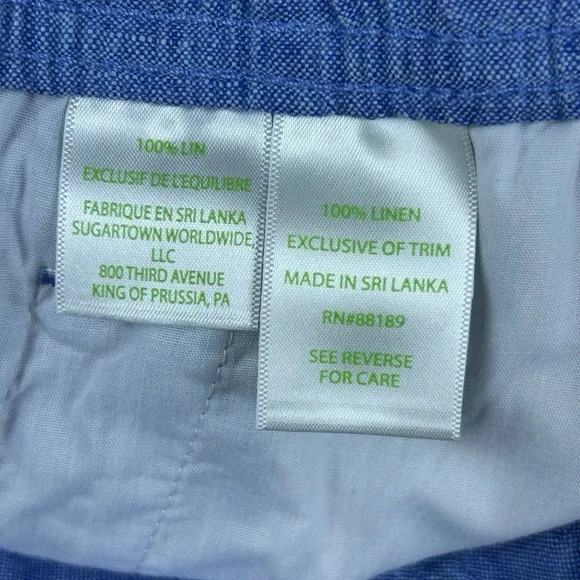 100% LIN
EXCLUSIF DE L'EQUILIBRE
FABRIQUE EN SRI LANKA
SUGARTOWN WORLDWIDE,
LLC
800 THIRD AVENUE
KING OF PRUSSIA, PA
100% LINEN
EXCLUSIVE OF TRIM
MADE IN SRI LANKA
RN#88189
SEE REVERSE
FOR CARE